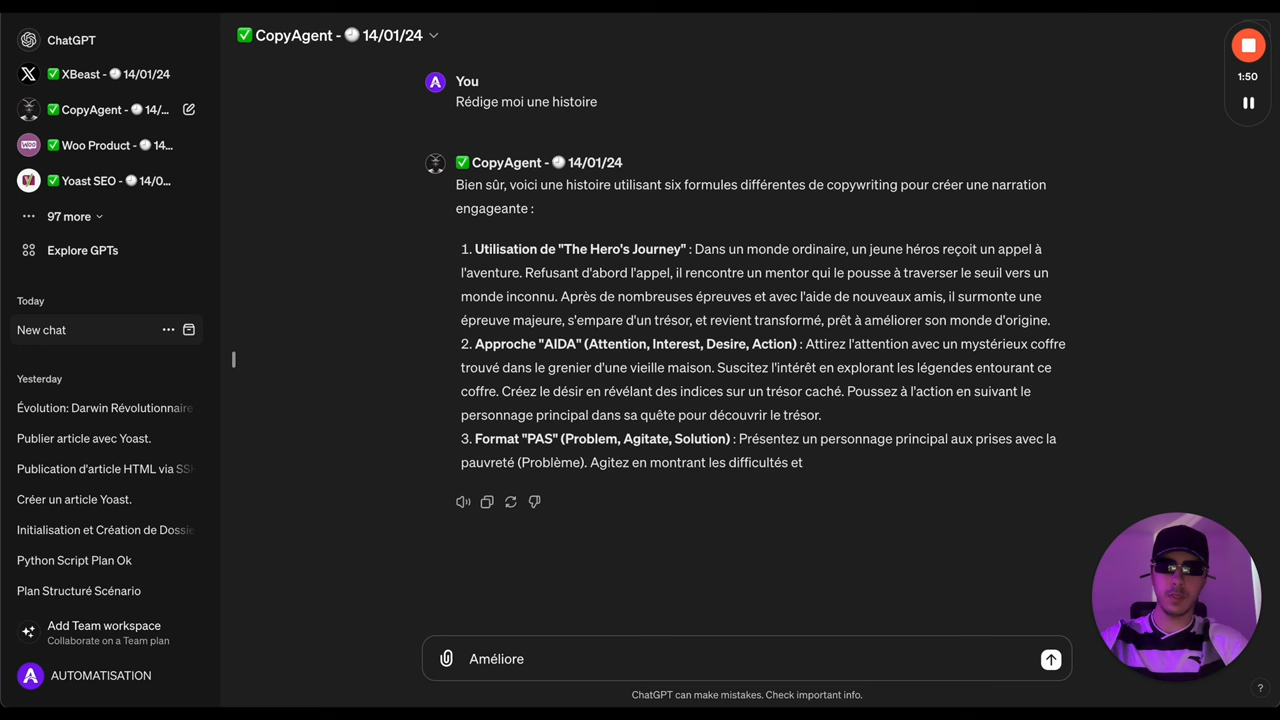 ChatGPT
✅ XBeast - 🕘 14/01/24
✅ CopyAgent - 🕘 14/...
WOO
✅ Woo Product - 🕘 14...
✅ Yoast SEO - 🕘 14/0...
97 more
Explore GPTs
Today
New chat
Yesterday
Évolution: Darwin Révolutionnaire
Publier article avec Yoast.
Publication d'article HTML via SSH
Créer un article Yoast.
Initialisation et Création de Dossie
Python Script Plan Ok
Plan Structuré Scénario
Add Team workspace
Collaborate on a Team plan
A
AUTOMATISATION
✅ CopyAgent - 🕘 14/01/24
A
You
Rédige moi une histoire
✅ CopyAgent - 🕘 14/01/24
Bien sûr, voici une histoire utilisant six formules différentes de copywriting pour créer une narration
engageante :
1. Utilisation de "The Hero's Journey" : Dans un monde ordinaire, un jeune héros reçoit un appel à
l'aventure. Refusant d'abord l'appel, il rencontre un mentor qui le pousse à traverser le seuil vers un
monde inconnu. Après de nombreuses épreuves et avec l'aide de nouveaux amis, il surmonte une
épreuve majeure, s'empare d'un trésor, et revient transformé, prêt à améliorer son monde d'origine.
2. Approche "AIDA" (Attention, Interest, Desire, Action) : Attirez l'attention avec un mystérieux coffre
trouvé dans le grenier d'une vieille maison. Suscitez l'intérêt en explorant les légendes entourant ce
coffre. Créez le désir en révélant des indices sur un trésor caché. Poussez à l'action en suivant le
personnage principal dans sa quête pour découvrir le trésor.
3. Format "PAS" (Problem, Agitate, Solution) : Présentez un personnage principal aux prises avec la
pauvreté (Problème). Agitez en montrant les difficultés et
Améliore
ChatGPT can make mistakes. Check important info.
1:50
?